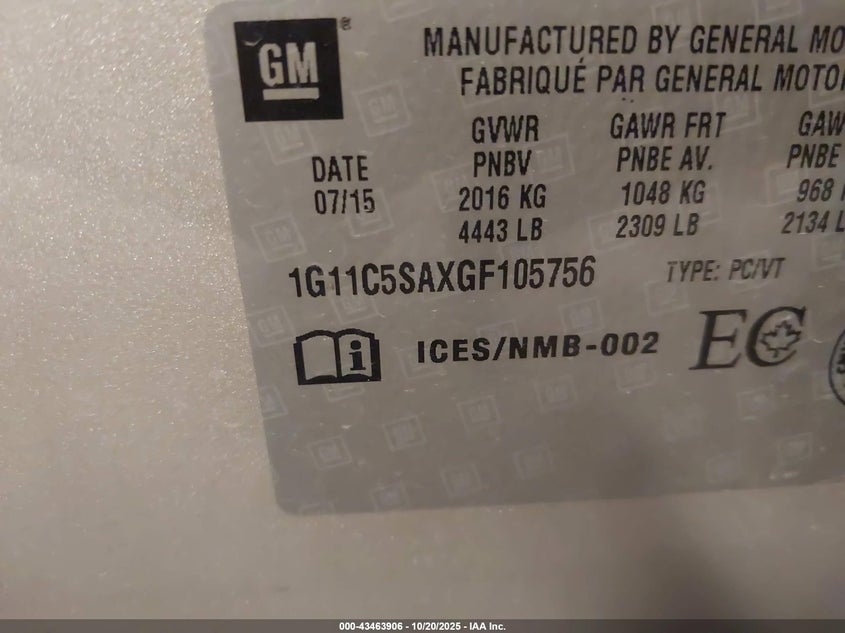 GM ®
MANUFACTURED BY GENERAL MO
FABRIQUÉ PAR GENERAL MOTO
DATE
07/15
GVWR
PNBV
2016 KG
4443 LB
GAWR FRT
PNBE AV.
1048 KG
2309 LB
GAW
PNBE
968
2134 L
1G11C5SAXGF105756
TYPE: PC/VT
i
ICES/NMB-002
EC
000-43463906 - 10/20/2025 - IAA Inc.